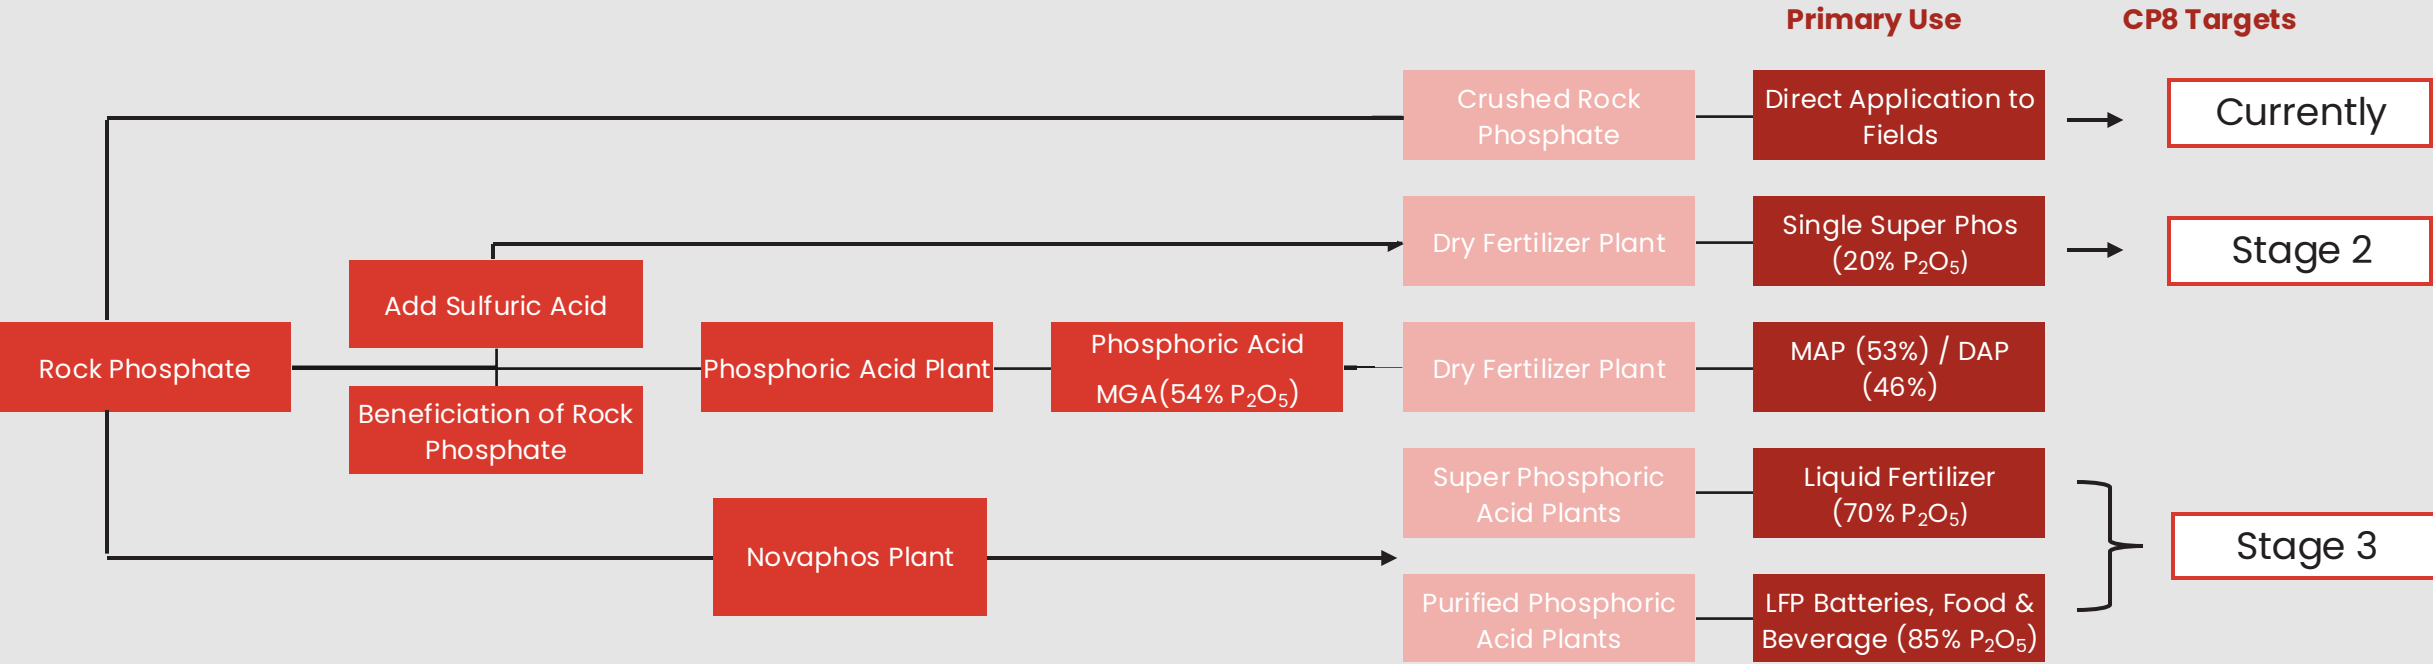 Primary Use
CP8 Targets
Crushed Rock
Phosphate
Direct Application to
Fields
Currently
Dry Fertilizer Plant
Single Super Phos
(20% P₂O₅)
Stage 2
Add Sulfuric Acid
Rock Phosphate
Beneficiation of Rock
Phosphate
Phosphoric Acid Plant
Phosphoric Acid
MGA(54% P₂O₅)
Dry Fertilizer Plant
MAP (53%) / DAP
(46%)
Super Phosphoric
Acid Plants
Liquid Fertilizer
(70% P₂O₅)
Novaphos Plant
Stage 3
Purified Phosphoric
Acid Plants
LFP Batteries, Food &
Beverage (85% P₂O₅)